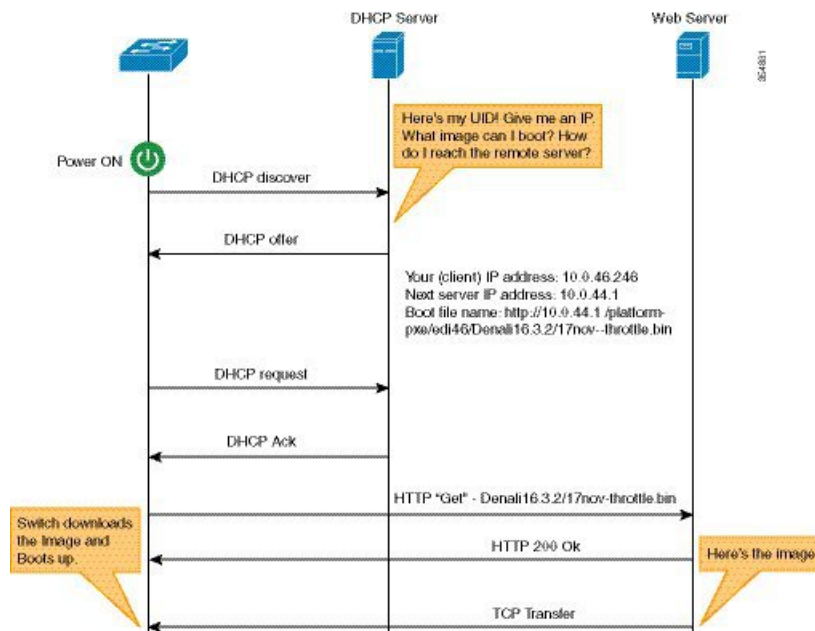 DHCP Server
Web Server
354881
Here's my UID! Give me an IP.
What image can I boot? How
do I reach the remote server?
Power ON
DHCP discover
DHCP offer
Your (client) IP address: 10.0.46.246
Next server IP address: 10.0.44.1
Boot file name: http://10.0.44.1 /platform-
pxe/edi46/Denali16.3.2/17nov--throttle.bin
DHCP request
DHCP Ack
HTTP “Get” - Denali16.3.2/17nov-throttle.bin
Switch downloads
the Image and
Boots up.
HTTP 200 Ok
Here's the image
TCP Transfer